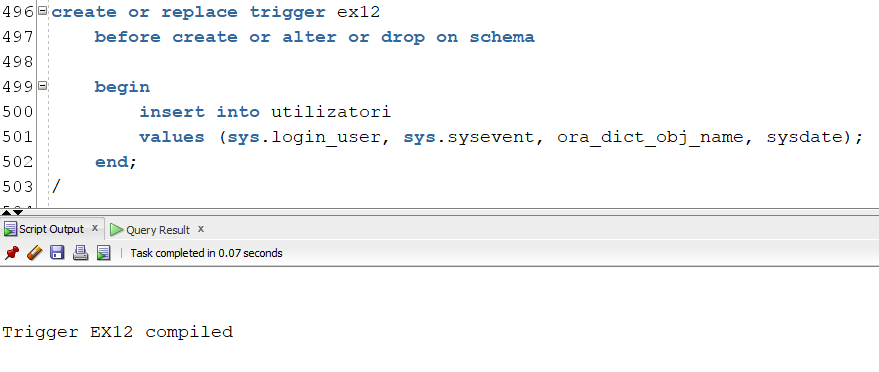 496 create or replace trigger ex12
497 before create or alter or drop on schema
498
499 begin
500 insert into utilizatori
501 values (sys.login_user, sys.sysevent, ora_dict_obj_name, sysdate);
502 end;
503 /
Script Output x Query Result x
Task completed in 0.07 seconds
Trigger EX12 compiled